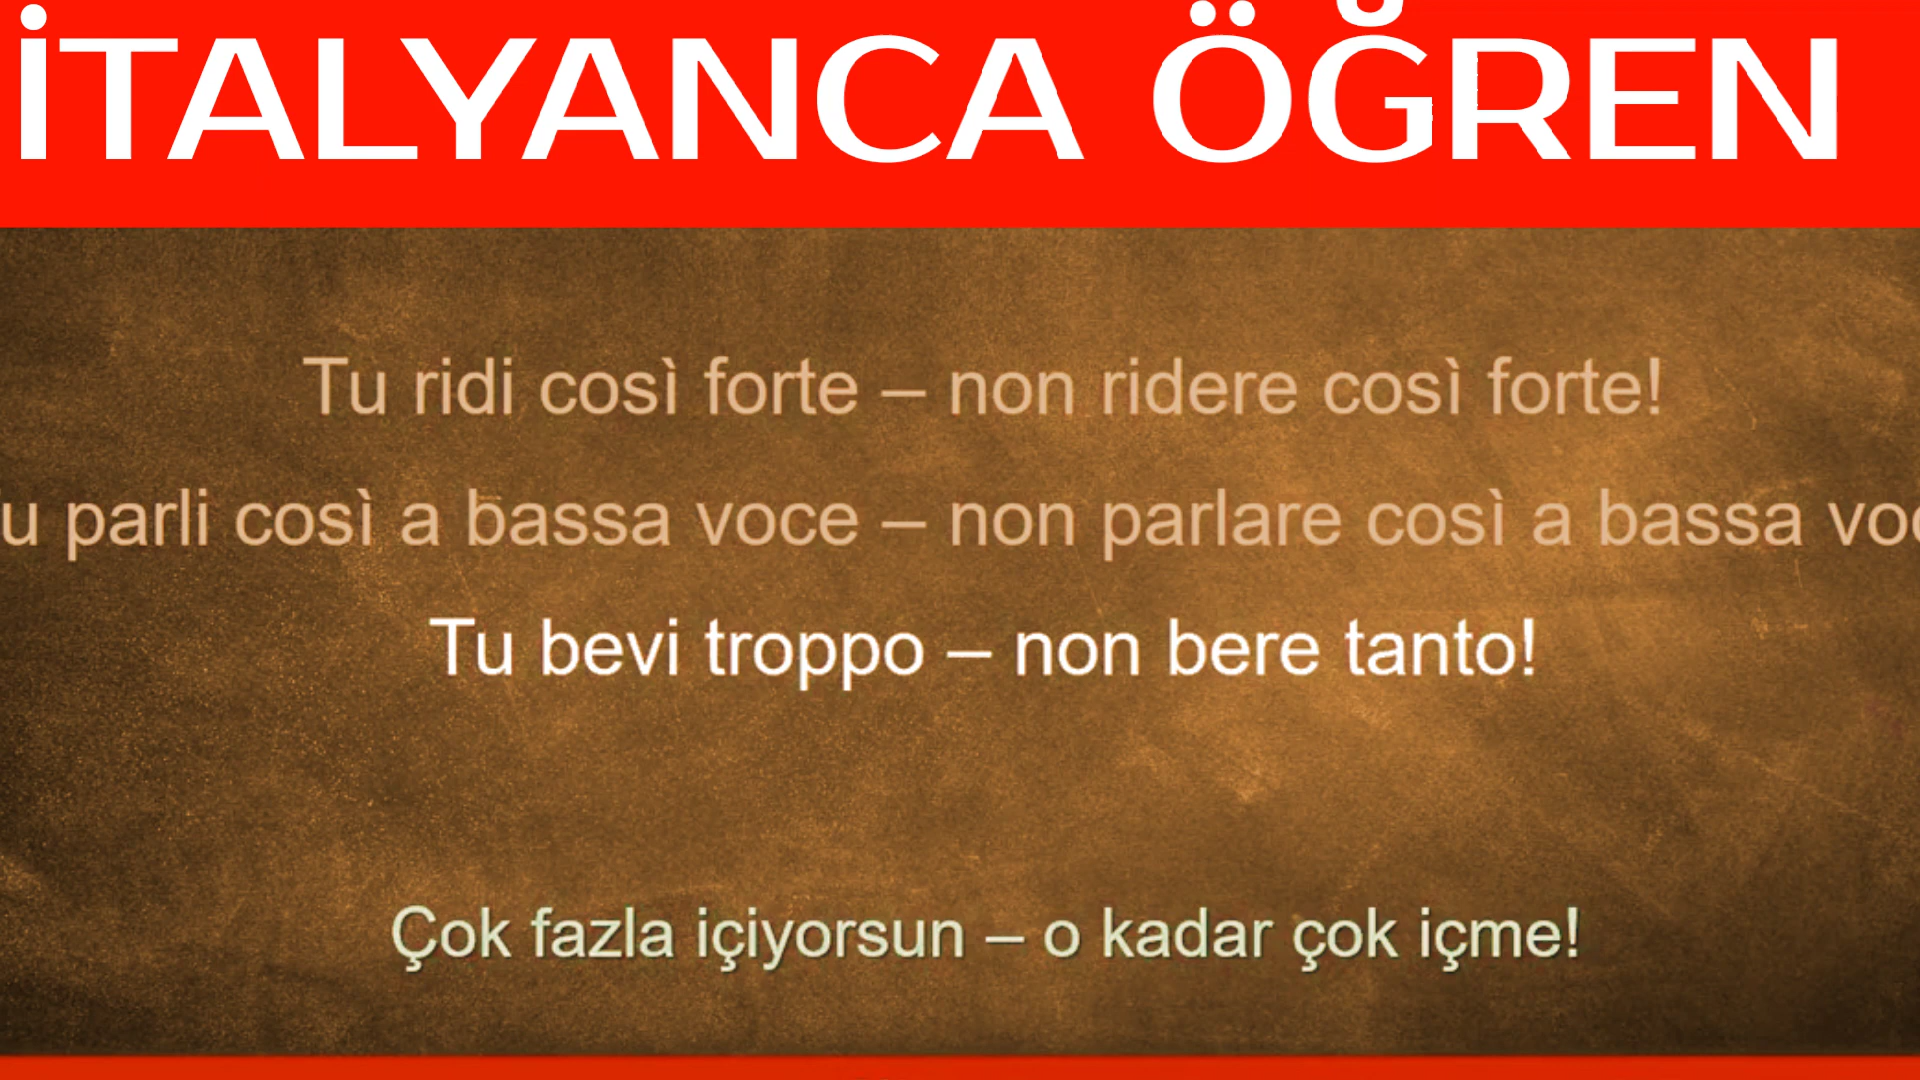 İTALYANCA ÖĞREN
Tu ridi così forte – non ridere così forte!
u parli così a bassa voce – non parlare così a bassa
Tu bevi troppo – non bere tanto!
Çok fazla içiyorsun – o kadar çok içme!